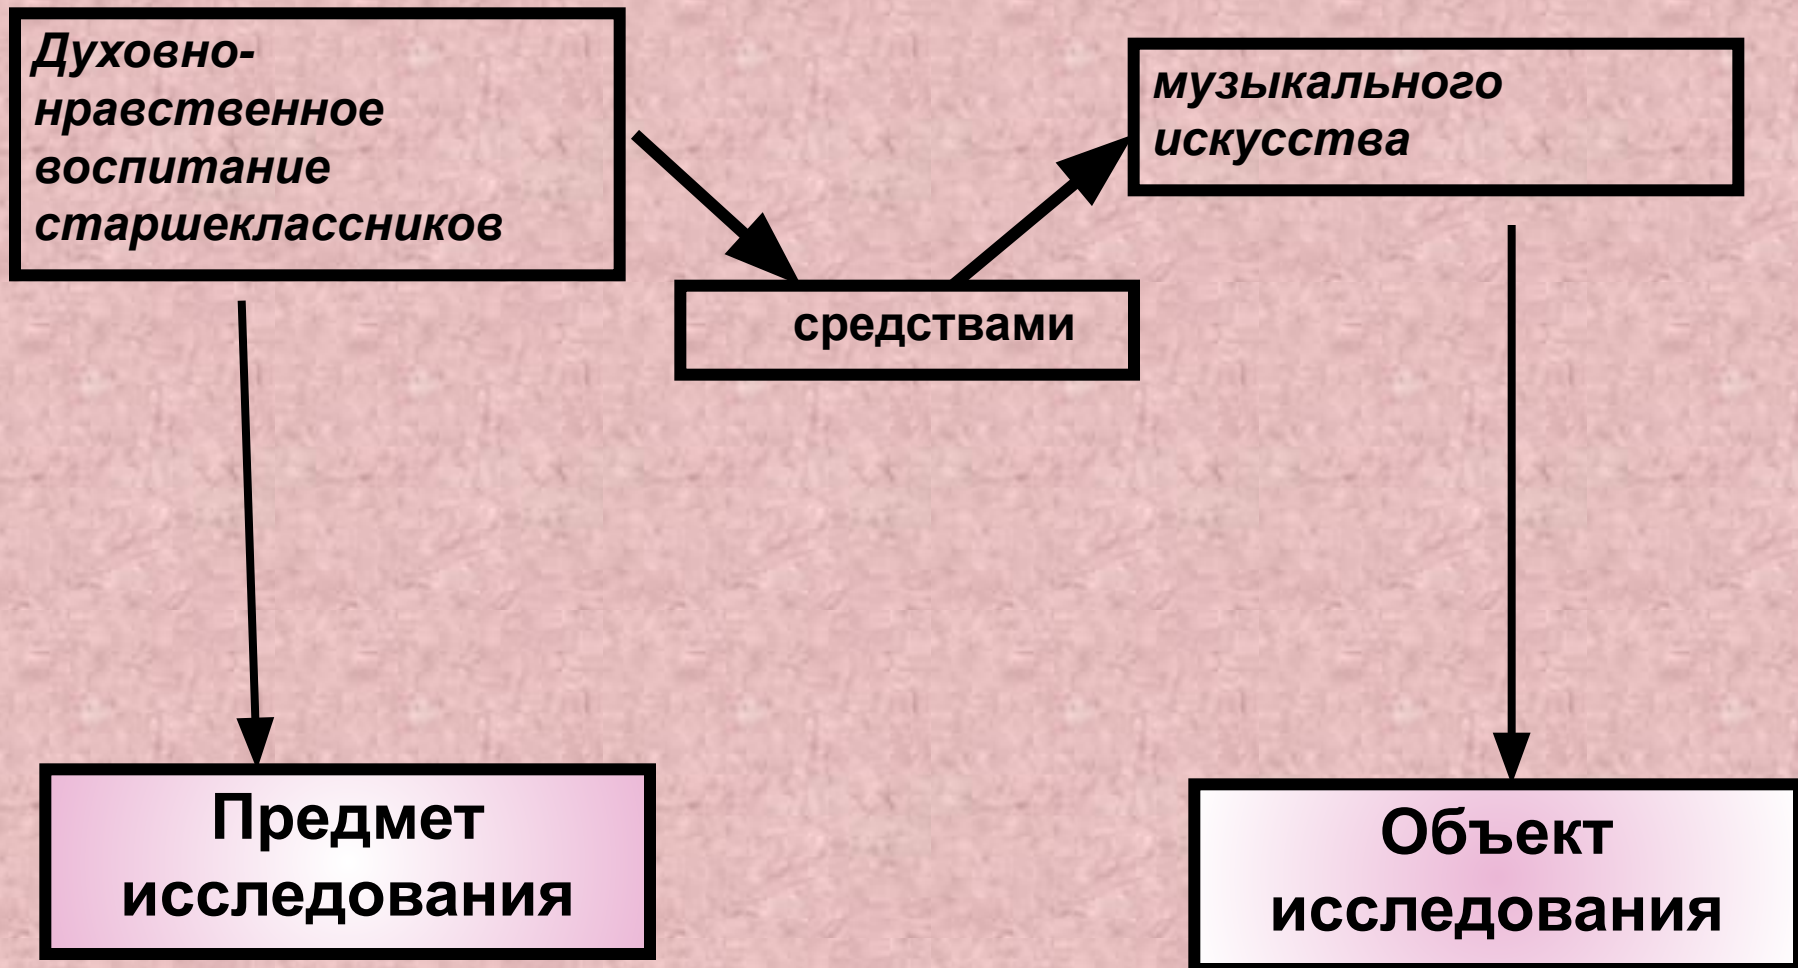 Духовно-
нравственное
воспитание
старшеклассников
средствами
музыкального
искусства
Предмет
исследования
Объект
исследования